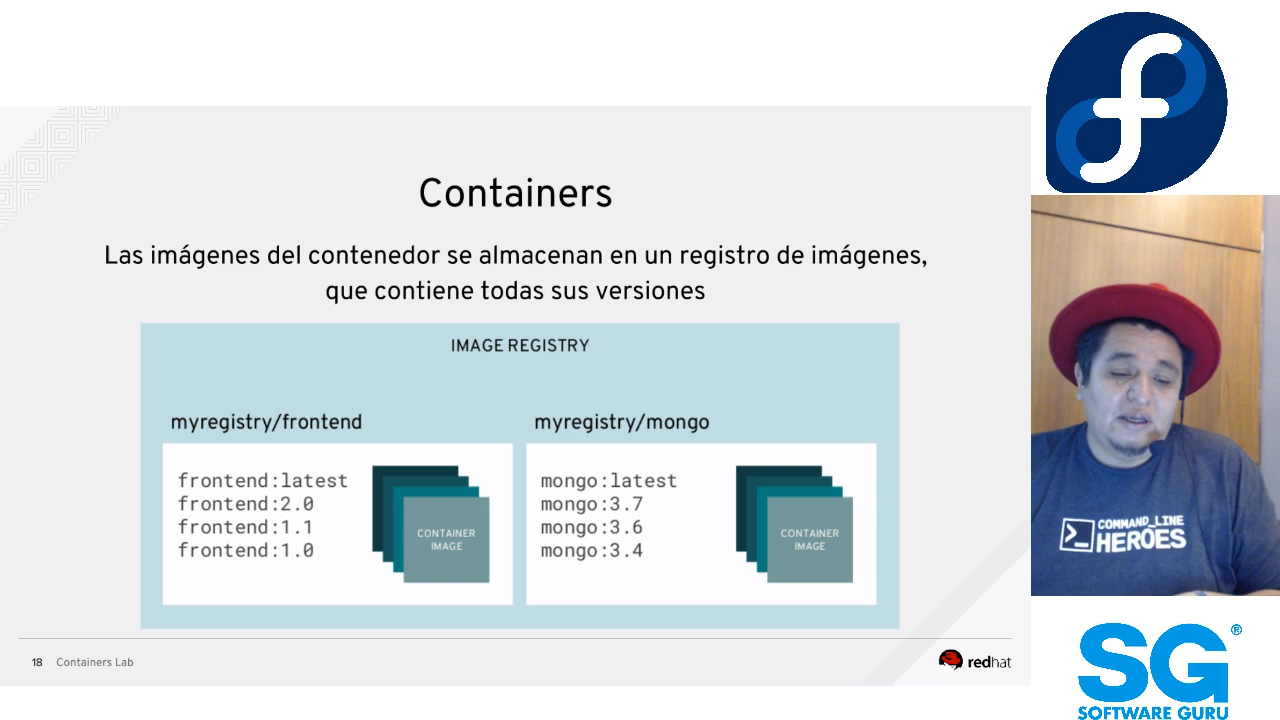 Containers
Las imágenes del contenedor se almacenan en un registro de imágenes,
que contiene todas sus versiones
IMAGE REGISTRY
myregistry/frontend
frontend:latest
frontend:2.0
frontend:1.1
frontend:1.0
CONTAINER
IMAGE
myregistry/mongo
mongo:latest
mongo:3.7
mongo:3.6
mongo:3.4
CONTAINER
IMAGE
18 Containers Lab
redhat
>_ COMMAND_LINE
HEROES
SG®
SOFTWARE GURU